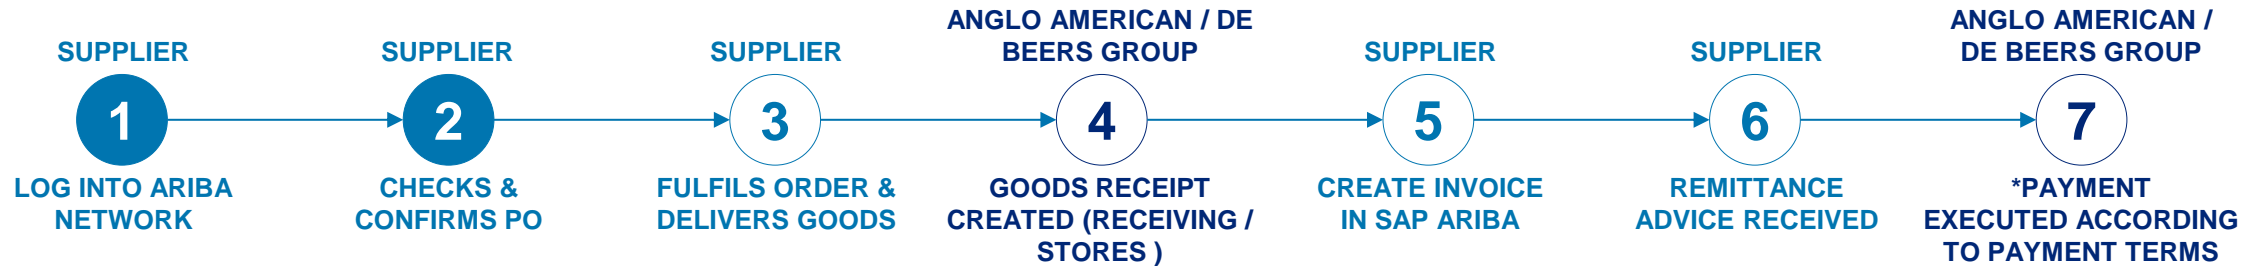 SUPPLIER
1
LOG INTO ARIBA
NETWORK
SUPPLIER
2
CHECKS &
CONFIRMS PO
SUPPLIER
3
FULFILS ORDER &
DELIVERS GOODS
ANGLO AMERICAN / DE
BEERS GROUP
4
GOODS RECEIPT
CREATED (RECEIVING /
STORES )
SUPPLIER
5
CREATE INVOICE
IN SAP ARIBA
SUPPLIER
6
REMITTANCE
ADVICE RECEIVED
ANGLO AMERICAN /
DE BEERS GROUP
7
*PAYMENT
EXECUTED ACCORDING
TO PAYMENT TERMS